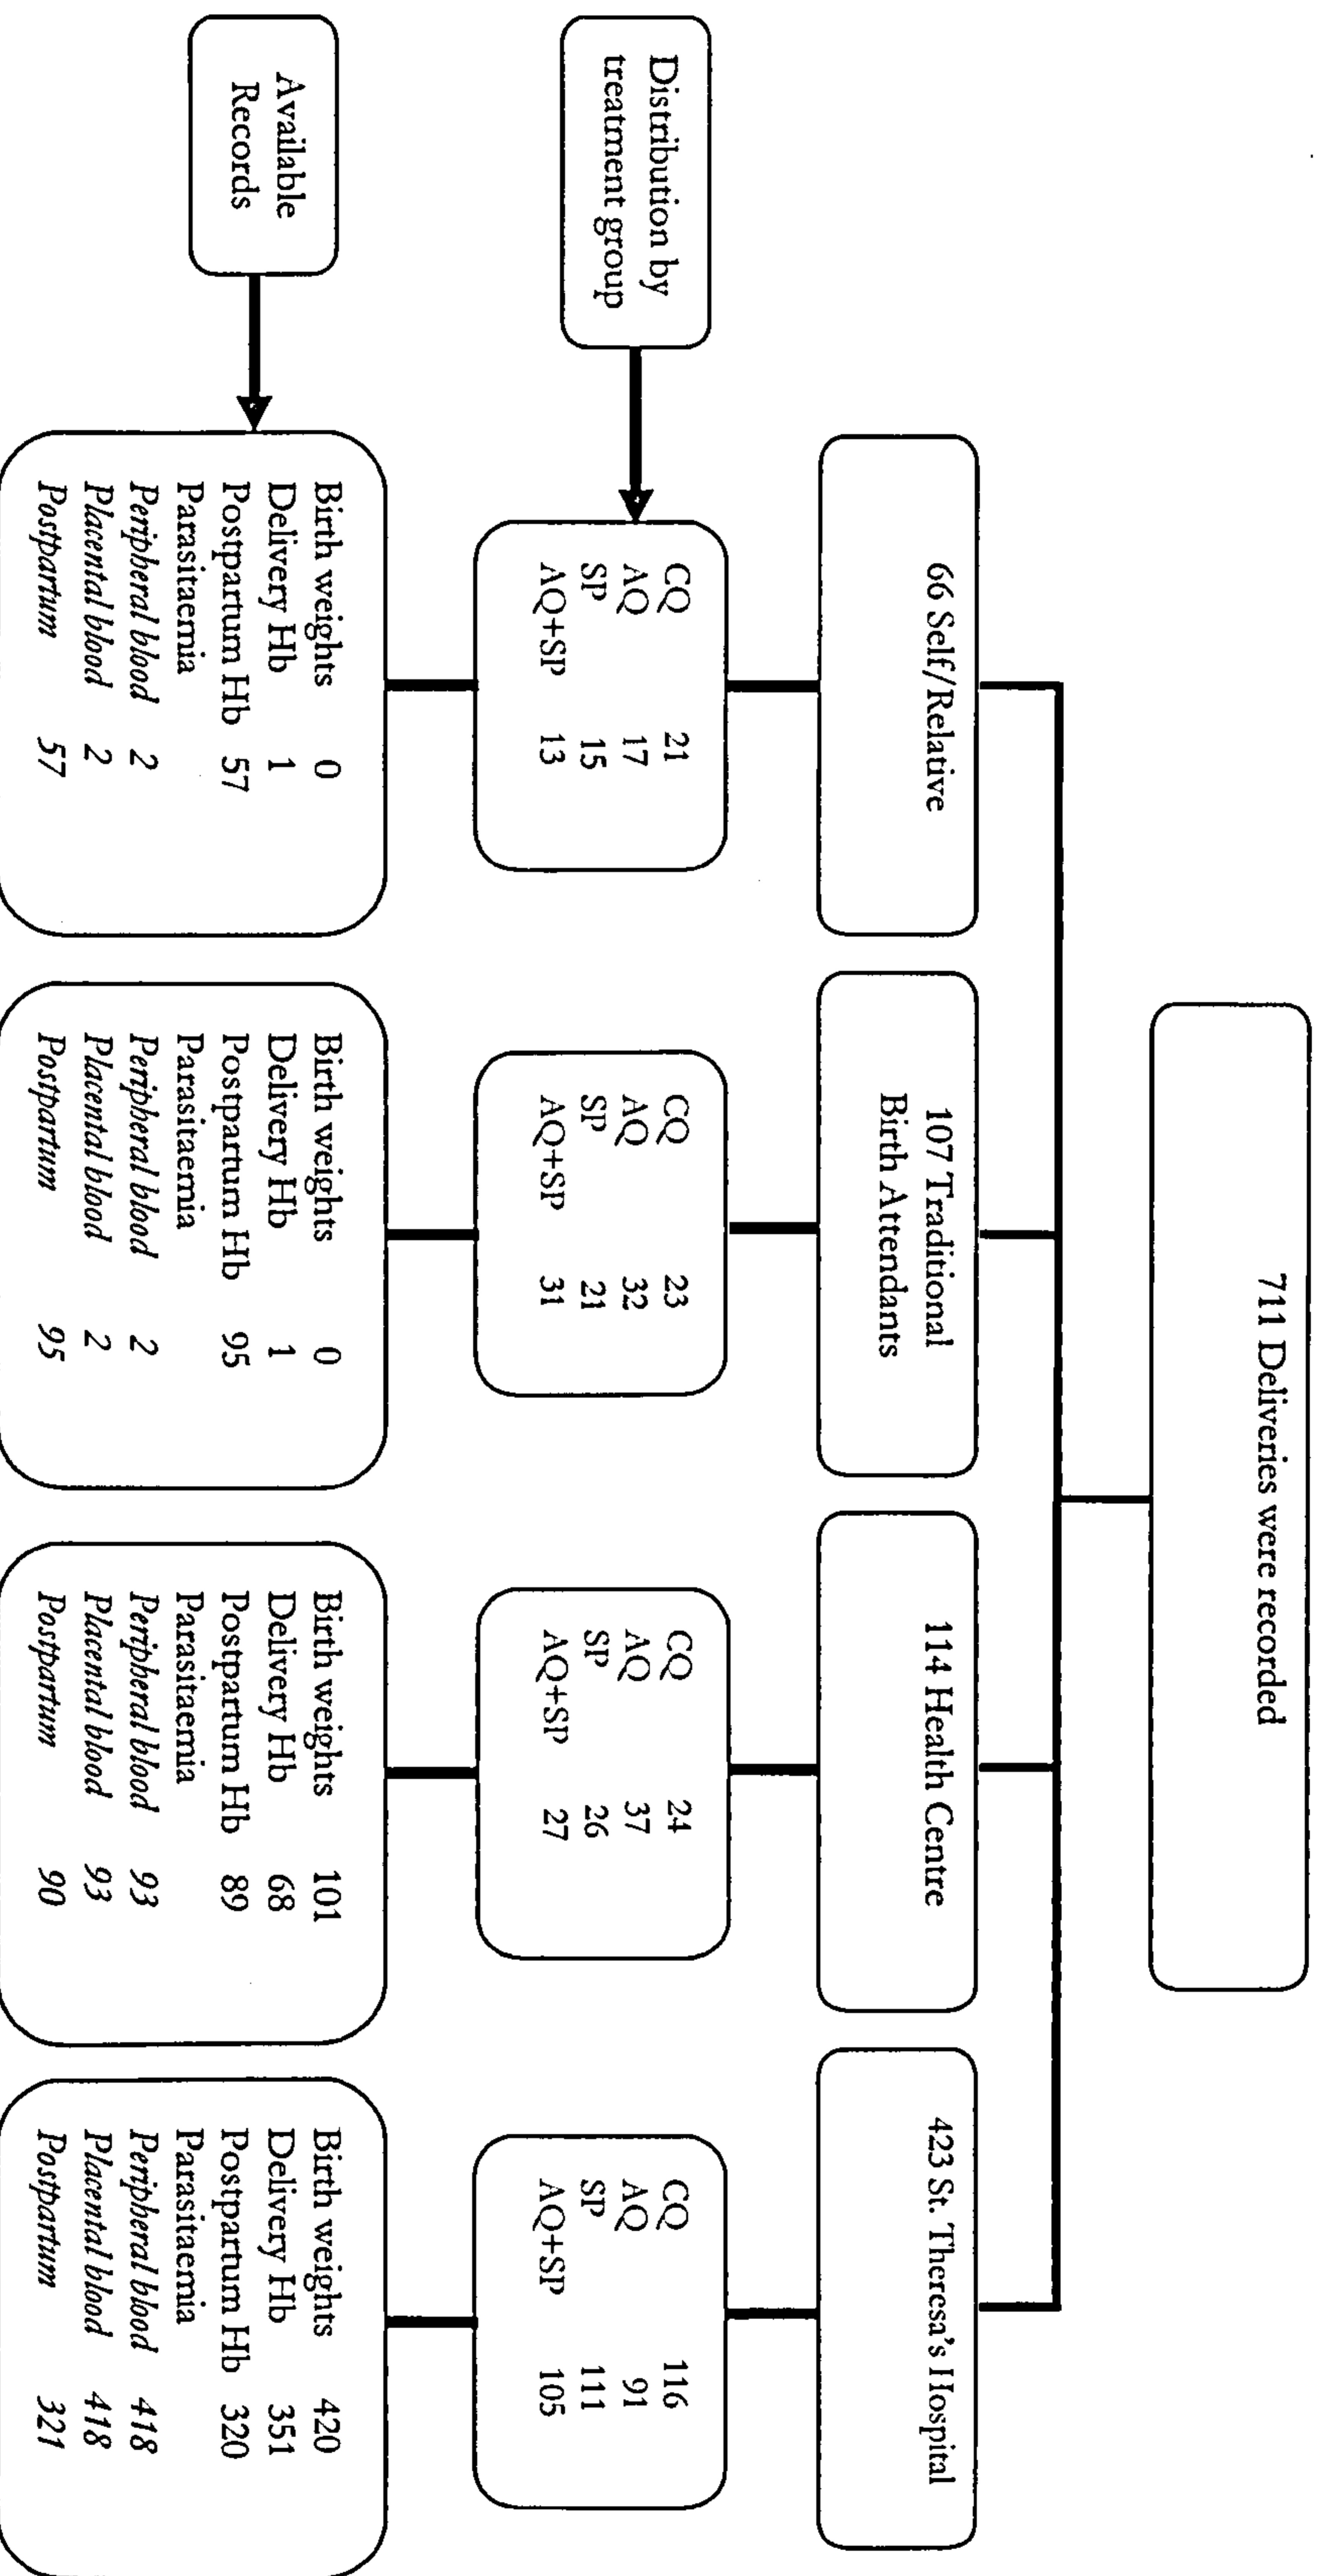 711 Deliveries were recorded
66 Self/Relative
107 Traditional
Birth Attendants
114 Health Centre
423 St. Theresa's Hospital
Distribution by
treatment group
CQ 21
AQ 17
SP 15
AQ+SP 13
CQ 23
AQ 32
SP 21
AQ+SP 31
CQ 24
AQ 37
SP 26
AQ+SP 27
CQ 116
AQ 91
SP 111
AQ+SP 105
Available
Records
Birth weights 0
Delivery Hb 1
Postpartum Hb 57
Parasitaemia
Peripheral blood 2
Placental blood 2
Postpartum 57
Birth weights 0
Delivery Hb 1
Postpartum Hb 95
Parasitaemia
Peripheral blood 2
Placental blood 2
Postpartum 95
Birth weights 101
Delivery Hb 68
Postpartum Hb 89
Parasitaemia
Peripheral blood 93
Placental blood 93
Postpartum 90
Birth weights 420
Delivery Hb 351
Postpartum Hb 320
Parasitaemia
Peripheral blood 418
Placental blood 418
Postpartum 321